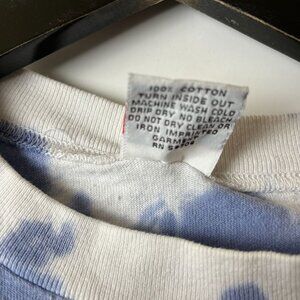 100% COTTON
TURN INSIDE OUT
MACHINE WASH COLD
DRIP DRY NO BLEACH
DO NOT DRY CLEAN OR
IRON IMPRINTED
GARMENT
RN